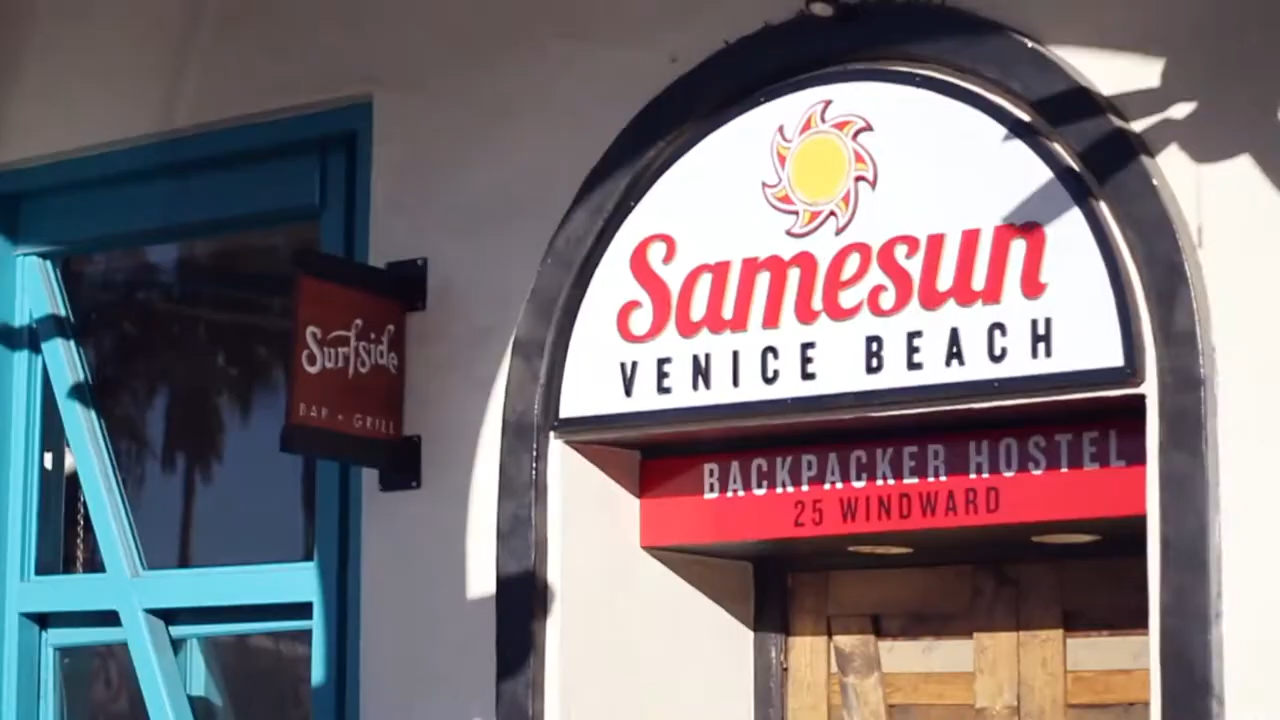 Surfside
BAR + GRILL
Samesun
VENICE BEACH
BACKPACKER HOSTEL
25 WINDWARD